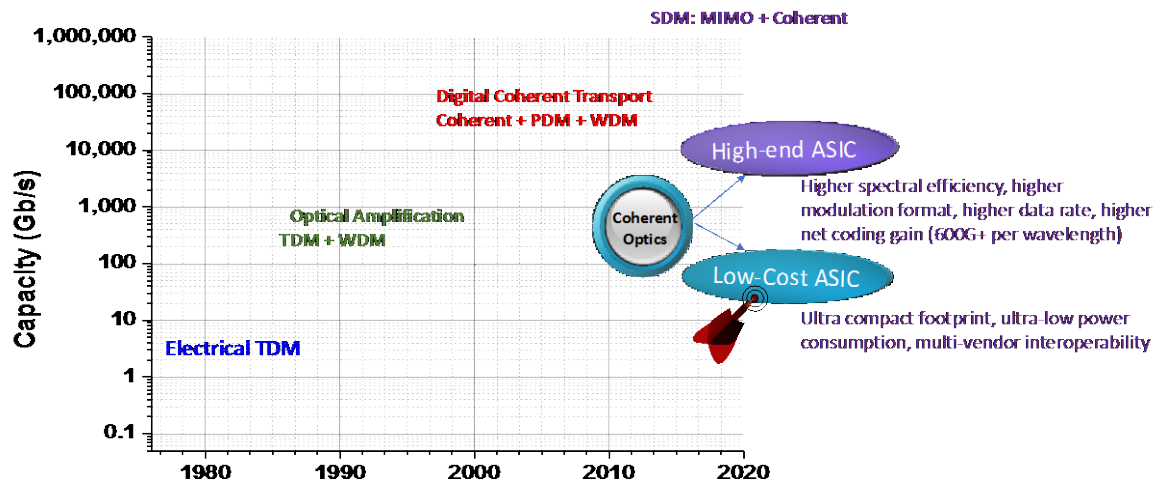 SDM: MIMO + Coherent
Capacity (Gb/s)
1,000,000
100,000
10,000
1,000
100
10
1
0.1
Digital Coherent Transport
Coherent + PDM + WDM
High-end ASIC
Higher spectral efficiency, higher
modulation format, higher data rate, higher
net coding gain (600G+ per wavelength)
Optical Amplification
TDM + WDM
Coherent
Optics
Low-Cost ASIC
Ultra compact footprint, ultra-low power
consumption, multi-vendor interoperability
Electrical TDM
1980
1990
2000
2010
2020